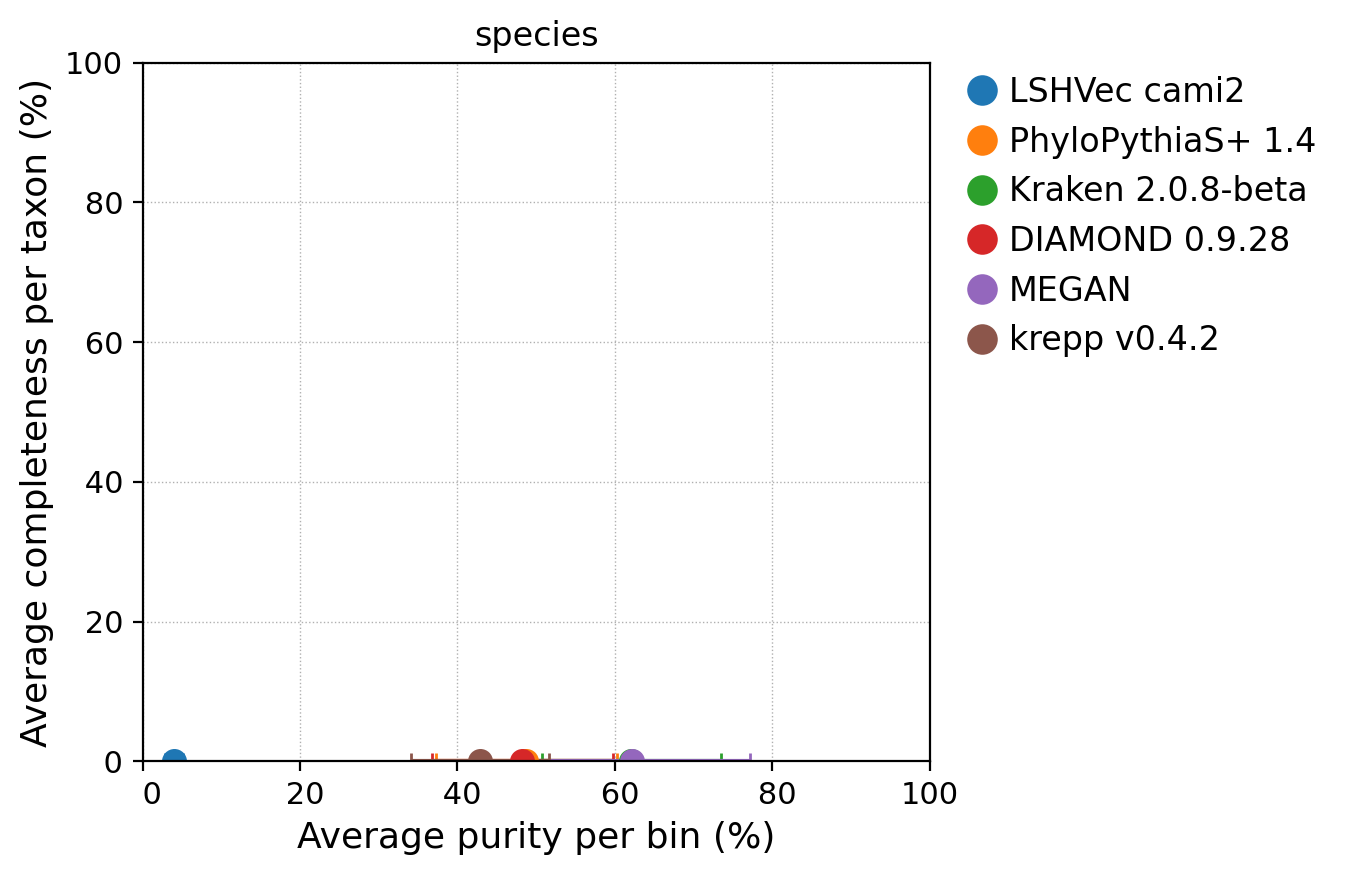 species
100
80
60
40
20
0
Average completeness per taxon (%)
0 20 40 60 80 100
Average purity per bin (%)
LSHVec cami2
PhyloPythiaS+ 1.4
Kraken 2.0.8-beta
DIAMOND 0.9.28
MEGAN
krepp v0.4.2